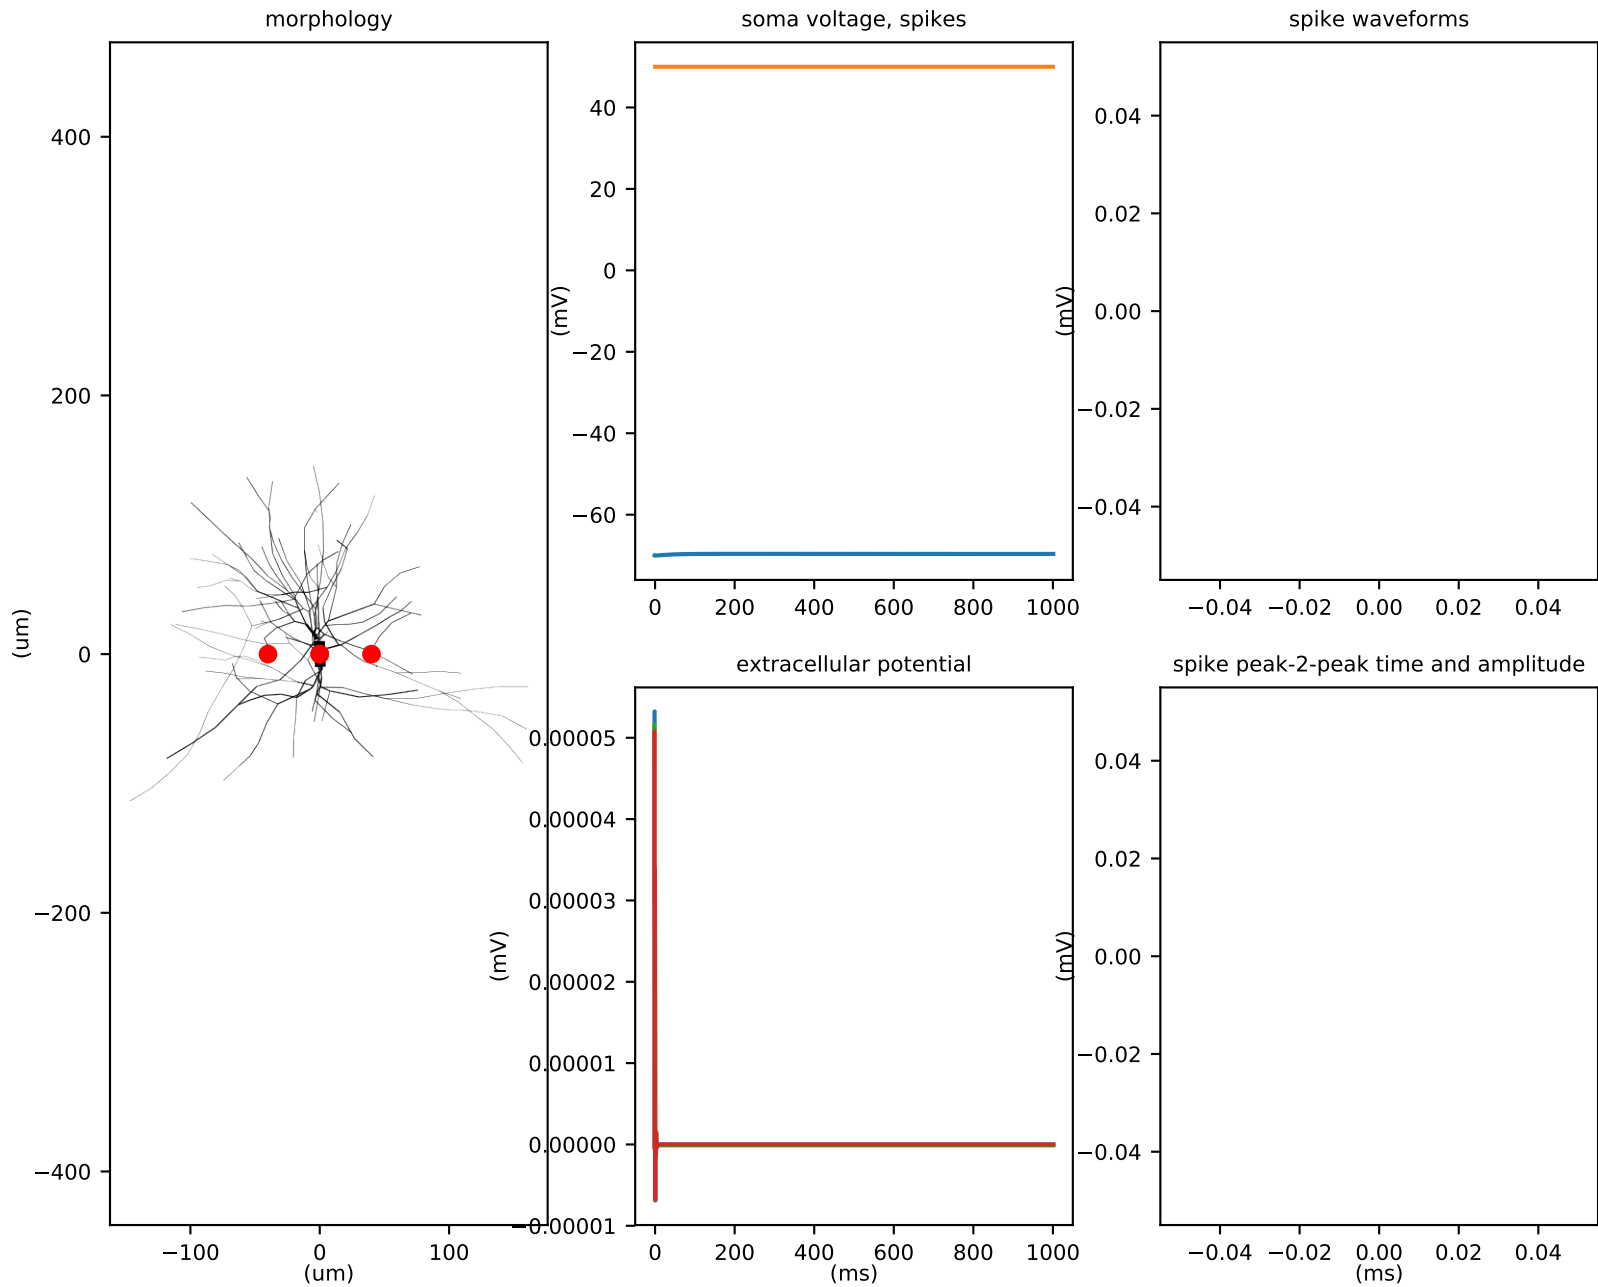 morphology
400
200
0
−200
−400
(um)
−100 0 100
(um)
soma voltage, spikes
40
20
0
−20
−40
−60
(mV)
0 200 400 600 800 1000
spike waveforms
0.04
0.02
0.00
−0.02
−0.04
(mV)
−0.04 −0.02 0.00 0.02 0.04
extracellular potential
0.00005
0.00004
0.00003
0.00002
0.00001
0.00000
−0.00001
(mV)
0 200 400 600 800 1000
(ms)
spike peak-2-peak time and amplitude
0.04
0.02
0.00
−0.02
−0.04
(mV)
−0.04 −0.02 0.00 0.02 0.04
(ms)